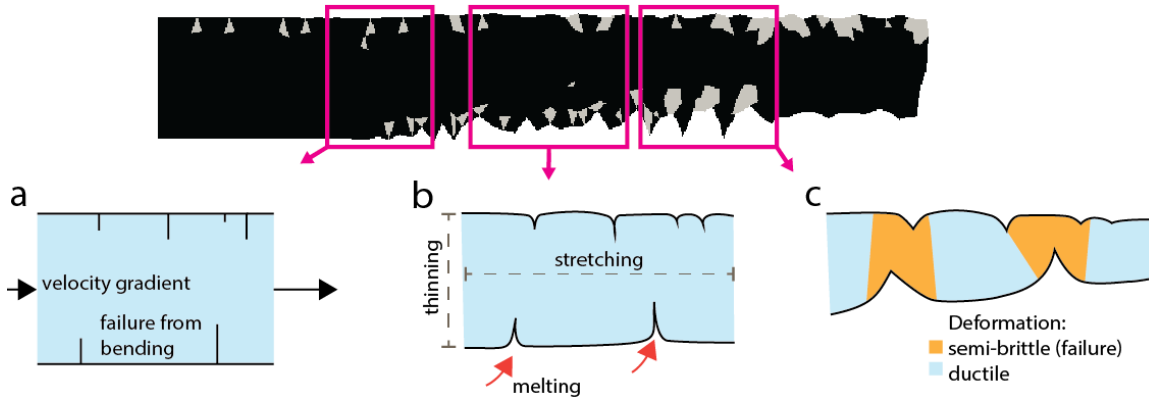 a
b
c
velocity gradient
failure from
bending
thinning
stretching
melting
Deformation:
semi-brittle (failure)
ductile